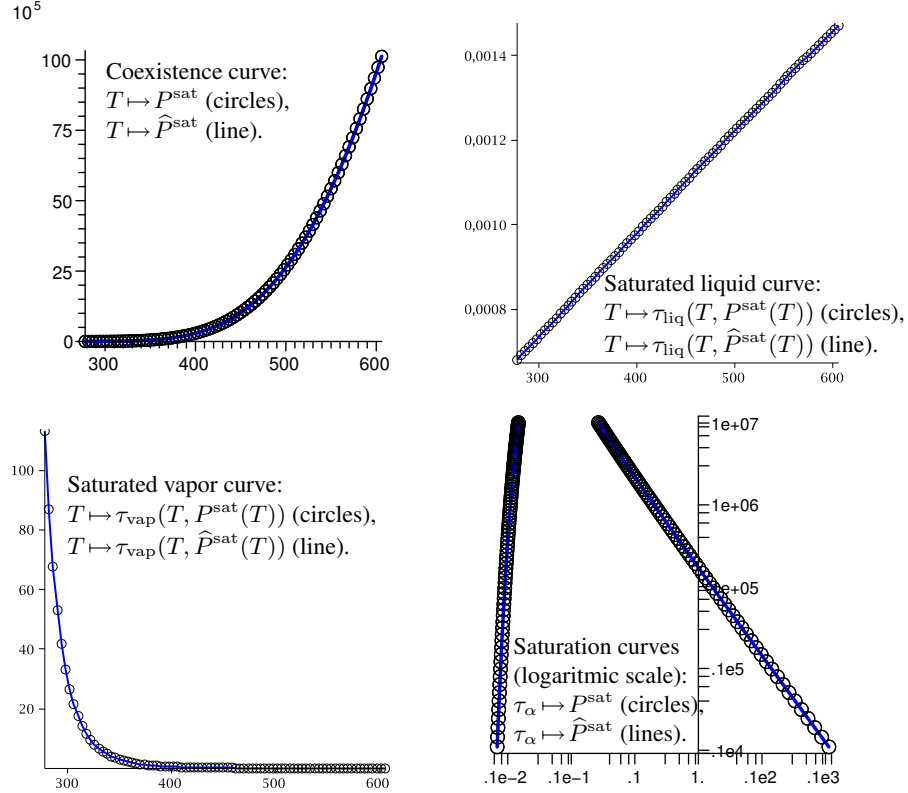 10^5
100
75
50
25
0
300
400
500
600
Coexistence curve:
T ↦ P^sat (circles),
T ↦ P̂^sat (line).
0,0014
0,0012
0,0010
0,0008
300
400
500
600
Saturated liquid curve:
T ↦ τ_liq(T, P^sat(T)) (circles),
T ↦ τ_liq(T, P̂^sat(T)) (line).
100
80
60
40
20
300
400
500
600
Saturated vapor curve:
T ↦ τ_vap(T, P^sat(T)) (circles),
T ↦ τ_vap(T, P̂^sat(T)) (line).
.1e+07
1e+06
.1e5
.1e-2
.1e-1
.1
1.
.1e2
.1e3
Saturation curves
(logaritmic scale):
τ_α ↦ P^sat (circles),
τ_α ↦ P̂^sat (lines).